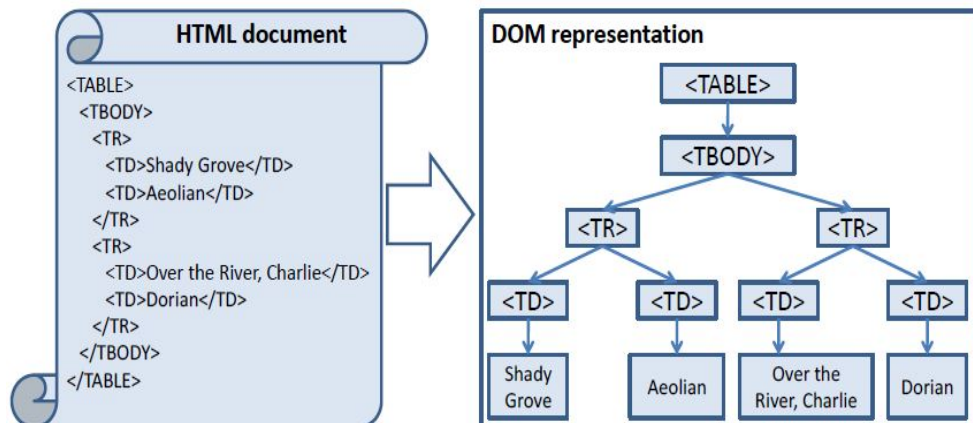 HTML document
<TABLE>
<TBODY>
<TR>
<TD>Shady Grove</TD>
<TD>Aeolian</TD>
</TR>
<TR>
<TD>Over the River, Charlie</TD>
<TD>Dorian</TD>
</TR>
</TBODY>
</TABLE>
DOM representation
<TABLE>
<TBODY>
<TR> <TR>
<TD> <TD> <TD> <TD>
Shady
Grove
Aeolian
Over the
River, Charlie
Dorian